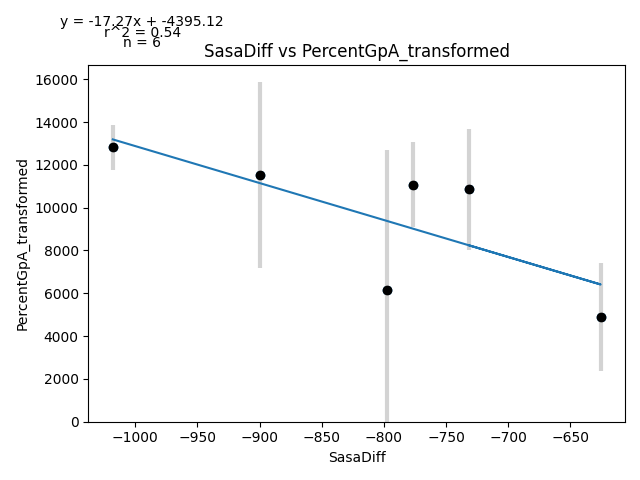 y = -17.27x + -4395.12
r^2 = 0.54
n = 6
SasaDiff vs PercentGpA_transformed
PercentGpA_transformed
16000
14000
12000
10000
8000
6000
4000
2000
0
−1000
−950
−900
−850
−800
−750
−700
−650
SasaDiff